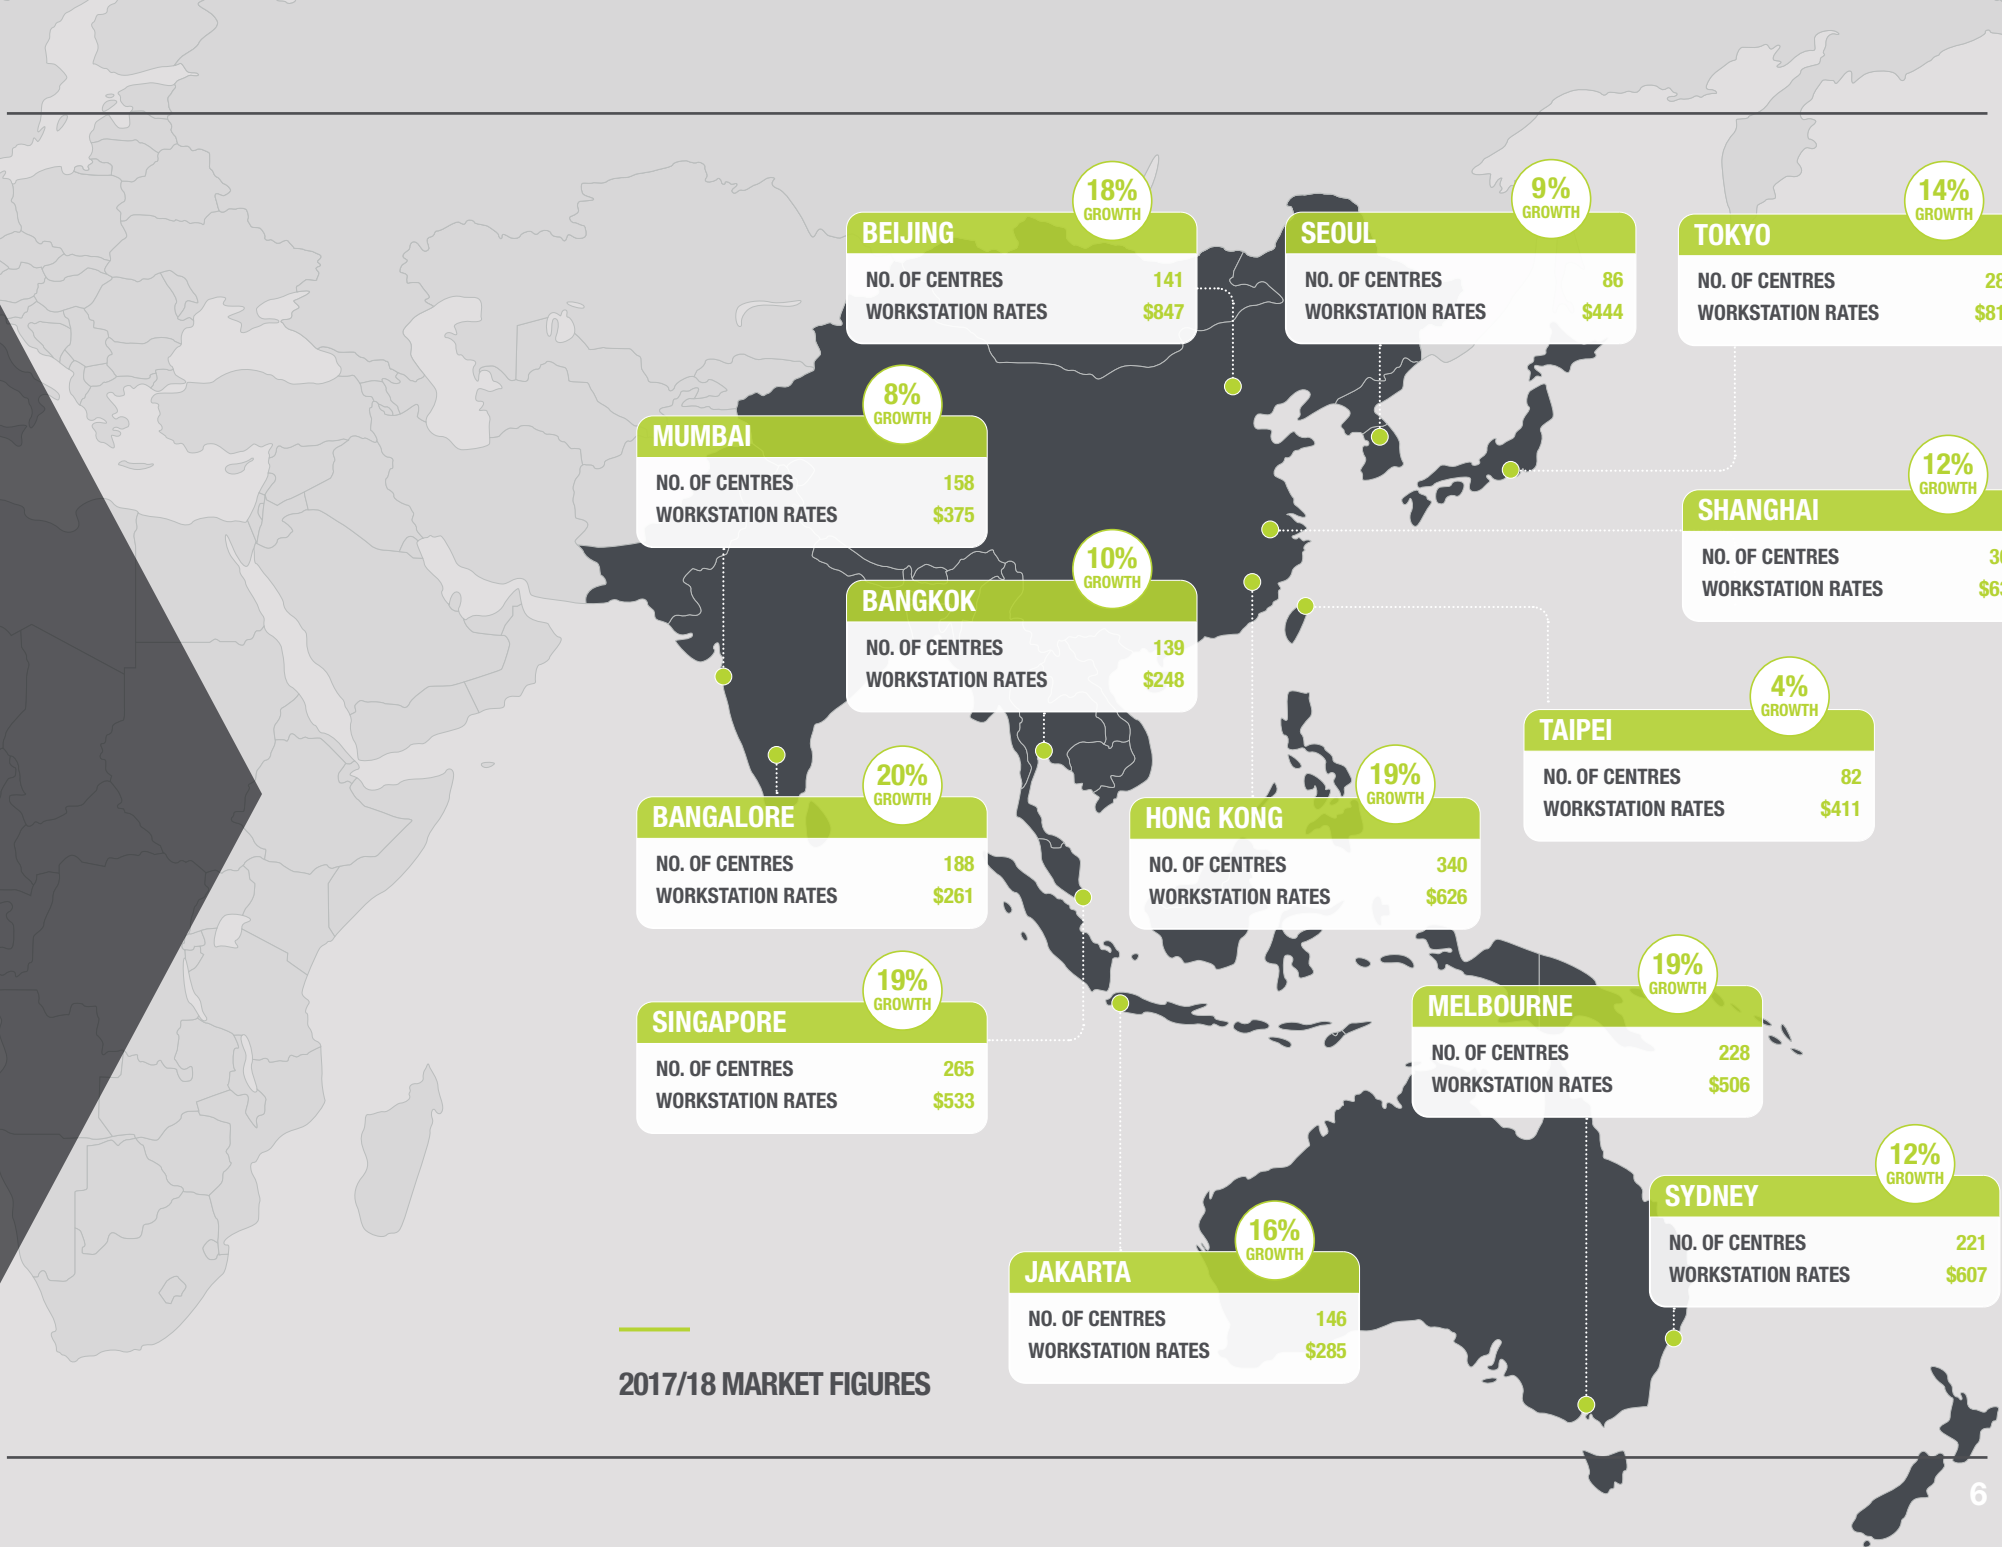 18%
GROWTH
BEIJING
NO. OF CENTRES 141
WORKSTATION RATES $847
9%
GROWTH
SEOUL
NO. OF CENTRES 86
WORKSTATION RATES $444
14%
GROWTH
TOKYO
NO. OF CENTRES
WORKSTATION RATES
8%
GROWTH
MUMBAI
NO. OF CENTRES 158
WORKSTATION RATES $375
12%
GROWTH
SHANGHAI
NO. OF CENTRES
WORKSTATION RATES
10%
GROWTH
BANGKOK
NO. OF CENTRES 139
WORKSTATION RATES $248
4%
GROWTH
TAIPEI
NO. OF CENTRES 82
WORKSTATION RATES $411
20%
GROWTH
BANGALORE
NO. OF CENTRES 188
WORKSTATION RATES $261
19%
GROWTH
HONG KONG
NO. OF CENTRES 340
WORKSTATION RATES $626
19%
GROWTH
SINGAPORE
NO. OF CENTRES 265
WORKSTATION RATES $533
19%
GROWTH
MELBOURNE
NO. OF CENTRES 228
WORKSTATION RATES $506
12%
GROWTH
SYDNEY
NO. OF CENTRES 221
WORKSTATION RATES $607
16%
GROWTH
JAKARTA
NO. OF CENTRES 146
WORKSTATION RATES $285
2017/18 MARKET FIGURES
6